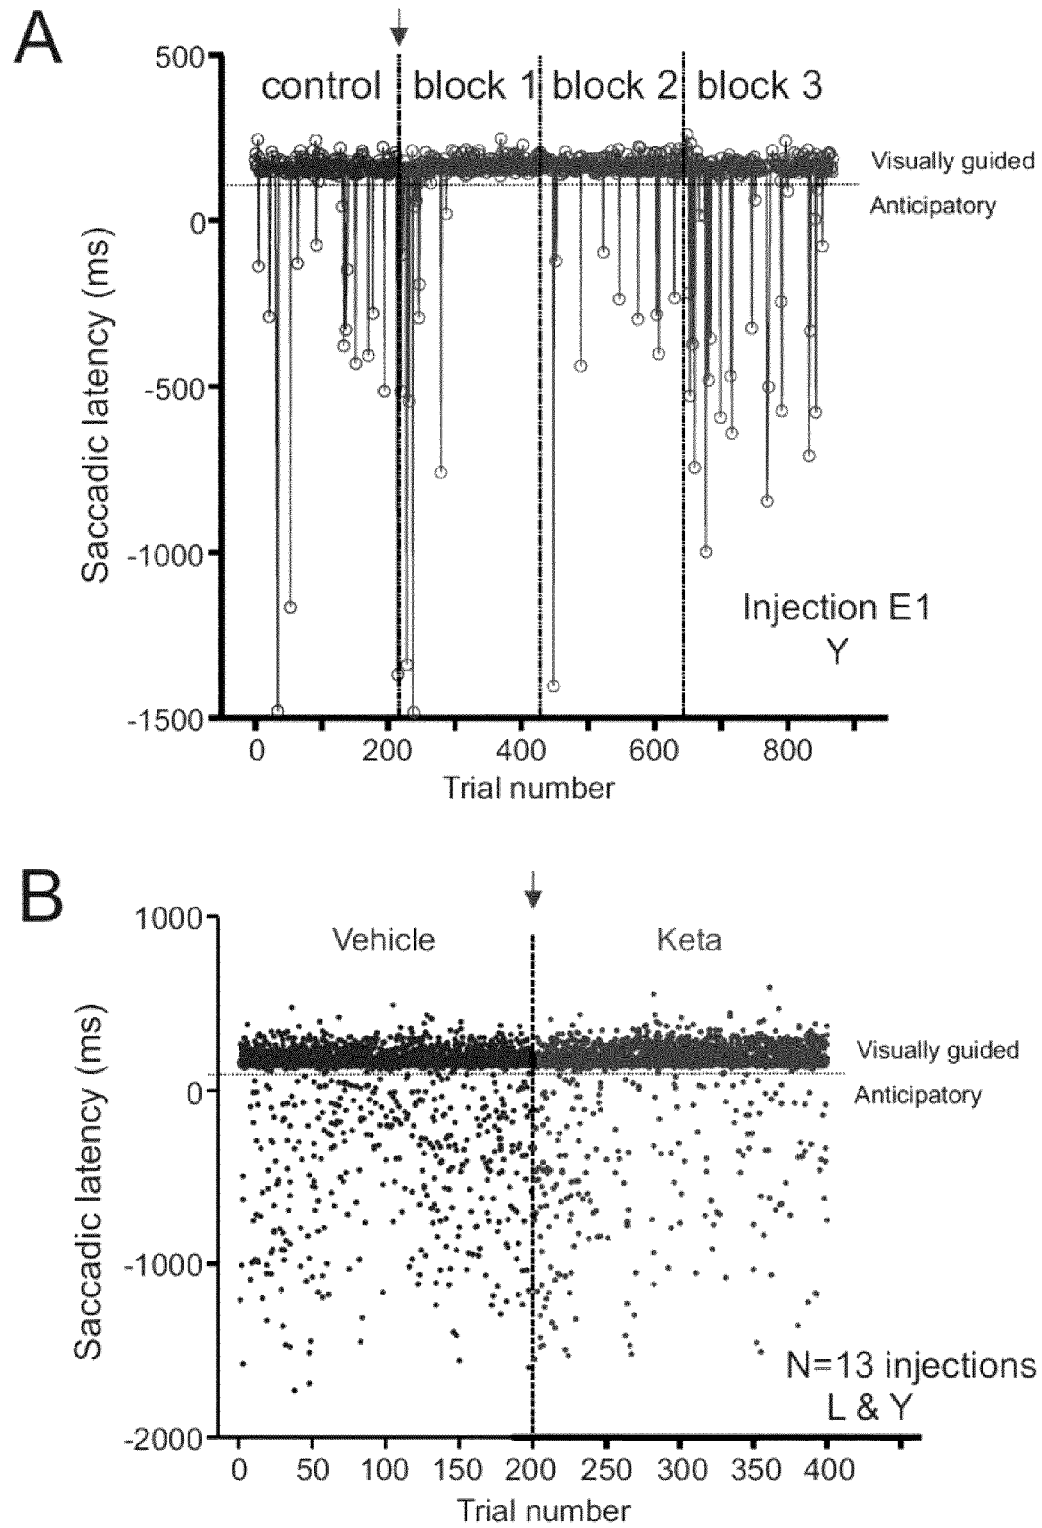 A
control block 1 block 2 block 3
500
0
-500
-1000
-1500
Saccadic latency (ms)
Visually guided
Anticipatory
Injection E1
Y
0 200 400 600 800
Trial number
B
Vehicle Keta
1000
0
-1000
-2000
Saccadic latency (ms)
Visually guided
Anticipatory
N=13 injections
L & Y
0 50 100 150 200 250 300 350 400
Trial number